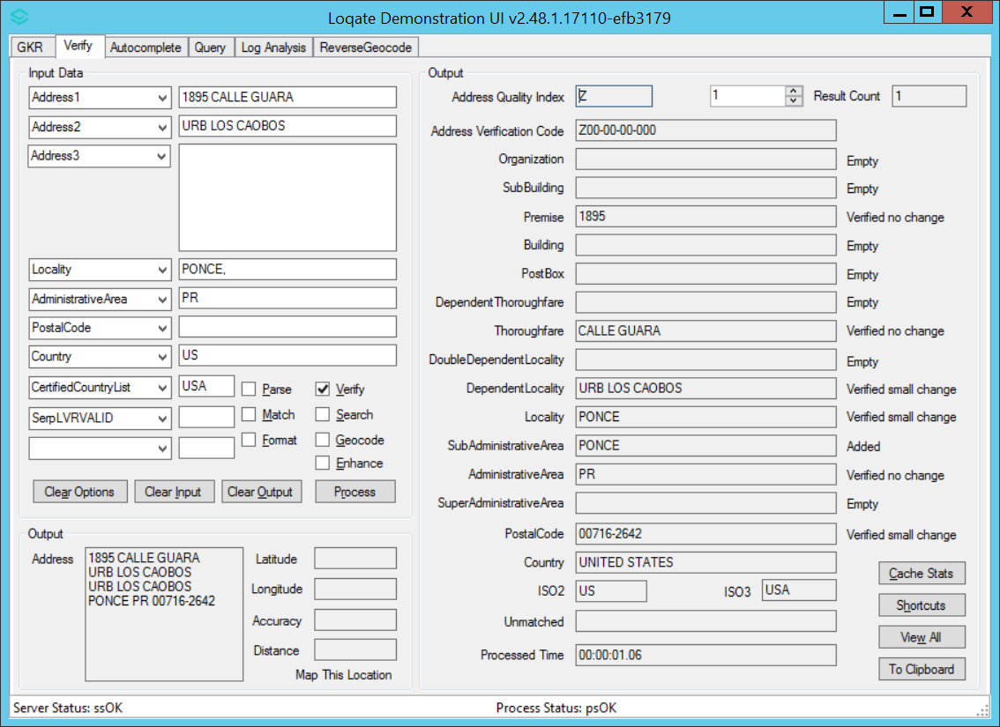 Loqate Demonstration UI v2.48.1.17110-efb3179
GKR Verify Autocomplete Query Log Analysis ReverseGeocode
Input Data
Address1 1895 CALLE GUARA
Address2 URB LOS CAOBOS
Address3
Locality PONCE,
AdministrativeArea PR
PostalCode
Country US
CertifiedCountryList USA Parse Verify
SerpLVRVALID Match Search
Format Geocode
Enhance
Clear Options Clear Input Clear Output Process
Output
Address 1895 CALLE GUARA
URB LOS CAOBOS
URB LOS CAOBOS
PONCE PR 00716-2642
Latitude
Longitude
Accuracy
Distance
Map This Location
Output
Address Quality Index Z 1 Result Count 1
Address Verification Code Z00-00-00-000
Organization Empty
SubBuilding Empty
Premise 1895 Verified no change
Building Empty
PostBox Empty
DependentThoroughfare Empty
Thoroughfare CALLE GUARA Verified no change
DoubleDependentLocality Empty
DependentLocality URB LOS CAOBOS Verified small change
Locality PONCE Verified small change
SubAdministrativeArea PONCE Added
AdministrativeArea PR Verified no change
SuperAdministrativeArea Empty
PostalCode 00716-2642 Verified small change
Country UNITED STATES
ISO2 US ISO3 USA
Unmatched
Processed Time 00:00:01.06
Cache Stats
Shortcuts
View All
To Clipboard
Server Status: ssOK Process Status: psOK